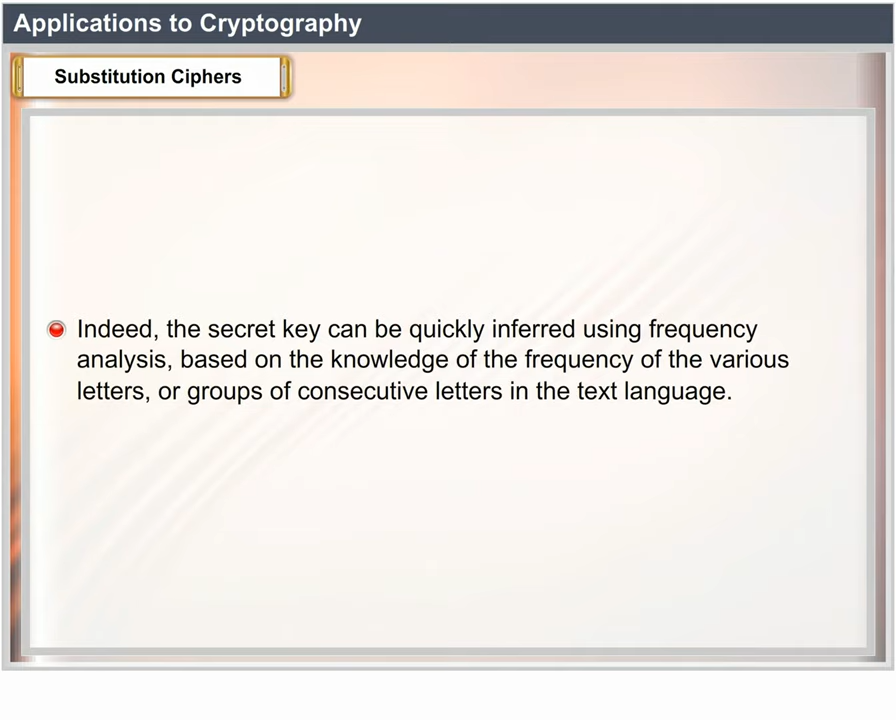 Applications to Cryptography
Substitution Ciphers
Indeed, the secret key can be quickly inferred using frequency
analysis, based on the knowledge of the frequency of the various
letters, or groups of consecutive letters in the text language.